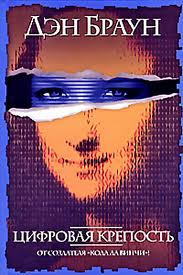 ДЭН БРАУН
ЦИФРОВАЯ КРЕПОСТЬ
ОТ СОЗДАТЕЛЯ «КОДА ДА ВИНЧИ»!